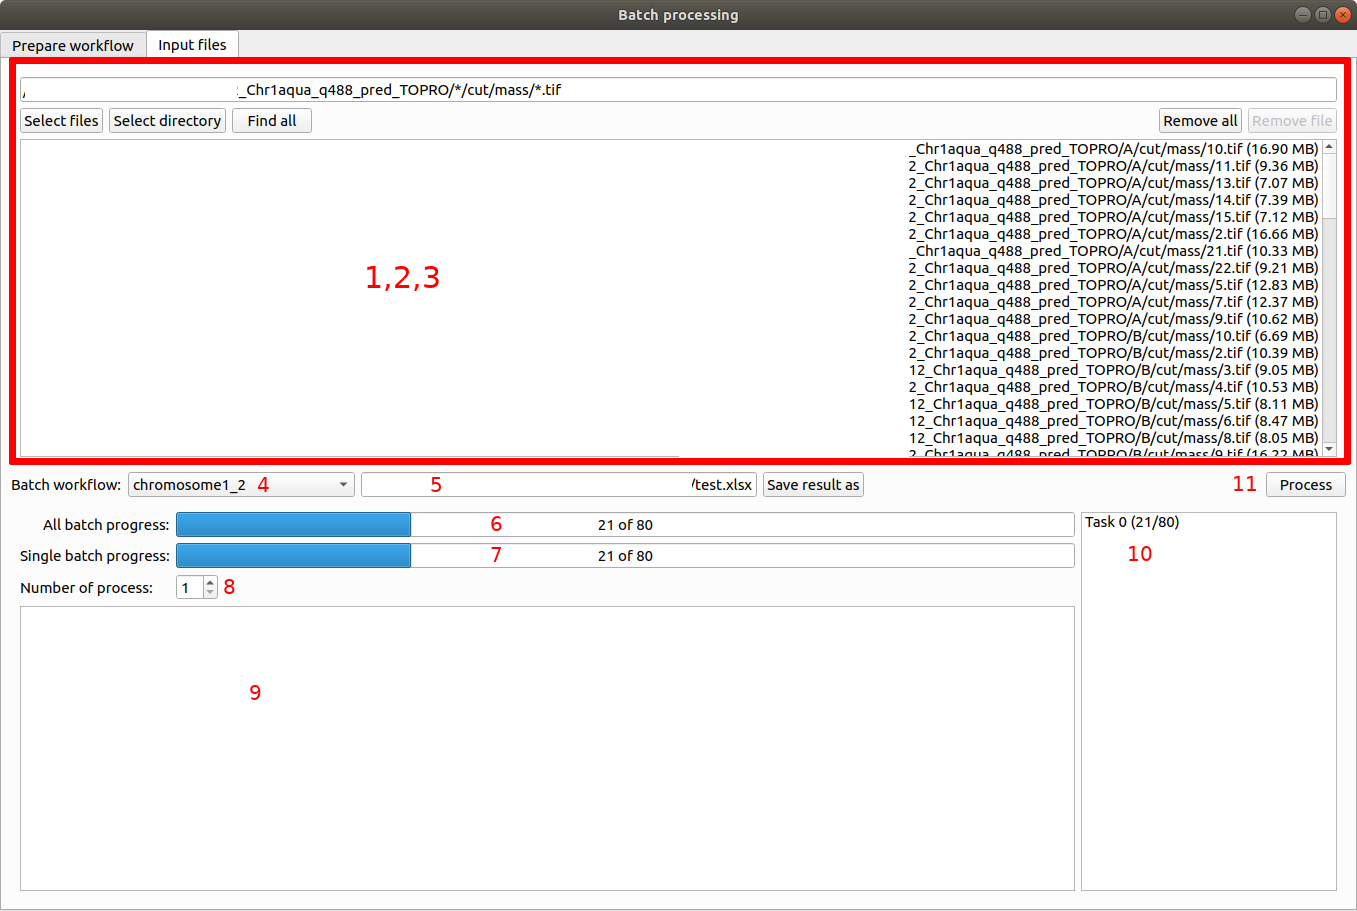 Batch processing
Prepare workflow Input files
_Chr1aqua_q488_pred_TOPRO/*/cut/mass/*.tif
Select files Select directory Find all Remove all Remove file
_Chr1aqua_q488_pred_TOPRO/A/cut/mass/10.tif (16.90 MB)
2_Chr1aqua_q488_pred_TOPRO/A/cut/mass/11.tif (9.36 MB)
2_Chr1aqua_q488_pred_TOPRO/A/cut/mass/13.tif (7.07 MB)
2_Chr1aqua_q488_pred_TOPRO/A/cut/mass/14.tif (7.39 MB)
2_Chr1aqua_q488_pred_TOPRO/A/cut/mass/15.tif (7.12 MB)
2_Chr1aqua_q488_pred_TOPRO/A/cut/mass/2.tif (16.66 MB)
_Chr1aqua_q488_pred_TOPRO/A/cut/mass/21.tif (10.33 MB)
2_Chr1aqua_q488_pred_TOPRO/A/cut/mass/22.tif (9.21 MB)
1,2,3
2_Chr1aqua_q488_pred_TOPRO/A/cut/mass/5.tif (12.83 MB)
2_Chr1aqua_q488_pred_TOPRO/A/cut/mass/7.tif (12.37 MB)
2_Chr1aqua_q488_pred_TOPRO/A/cut/mass/9.tif (10.62 MB)
2_Chr1aqua_q488_pred_TOPRO/B/cut/mass/10.tif (6.69 MB)
2_Chr1aqua_q488_pred_TOPRO/B/cut/mass/2.tif (10.39 MB)
12_Chr1aqua_q488_pred_TOPRO/B/cut/mass/3.tif (9.05 MB)
2_Chr1aqua_q488_pred_TOPRO/B/cut/mass/4.tif (10.53 MB)
12_Chr1aqua_q488_pred_TOPRO/B/cut/mass/5.tif (8.11 MB)
12_Chr1aqua_q488_pred_TOPRO/B/cut/mass/6.tif (8.47 MB)
12_Chr1aqua_q488_pred_TOPRO/B/cut/mass/8.tif (8.05 MB)
2_Chr1aqua_q488_pred_TOPRO/B/cut/mass/9.tif (16.22 MB)
Batch workflow: chromosome1_2 4 5 /test.xlsx Save result as 11 Process
All batch progress: 6 21 of 80 Task 0 (21/80)
Single batch progress: 7 21 of 80 10
Number of process: 1 8
9